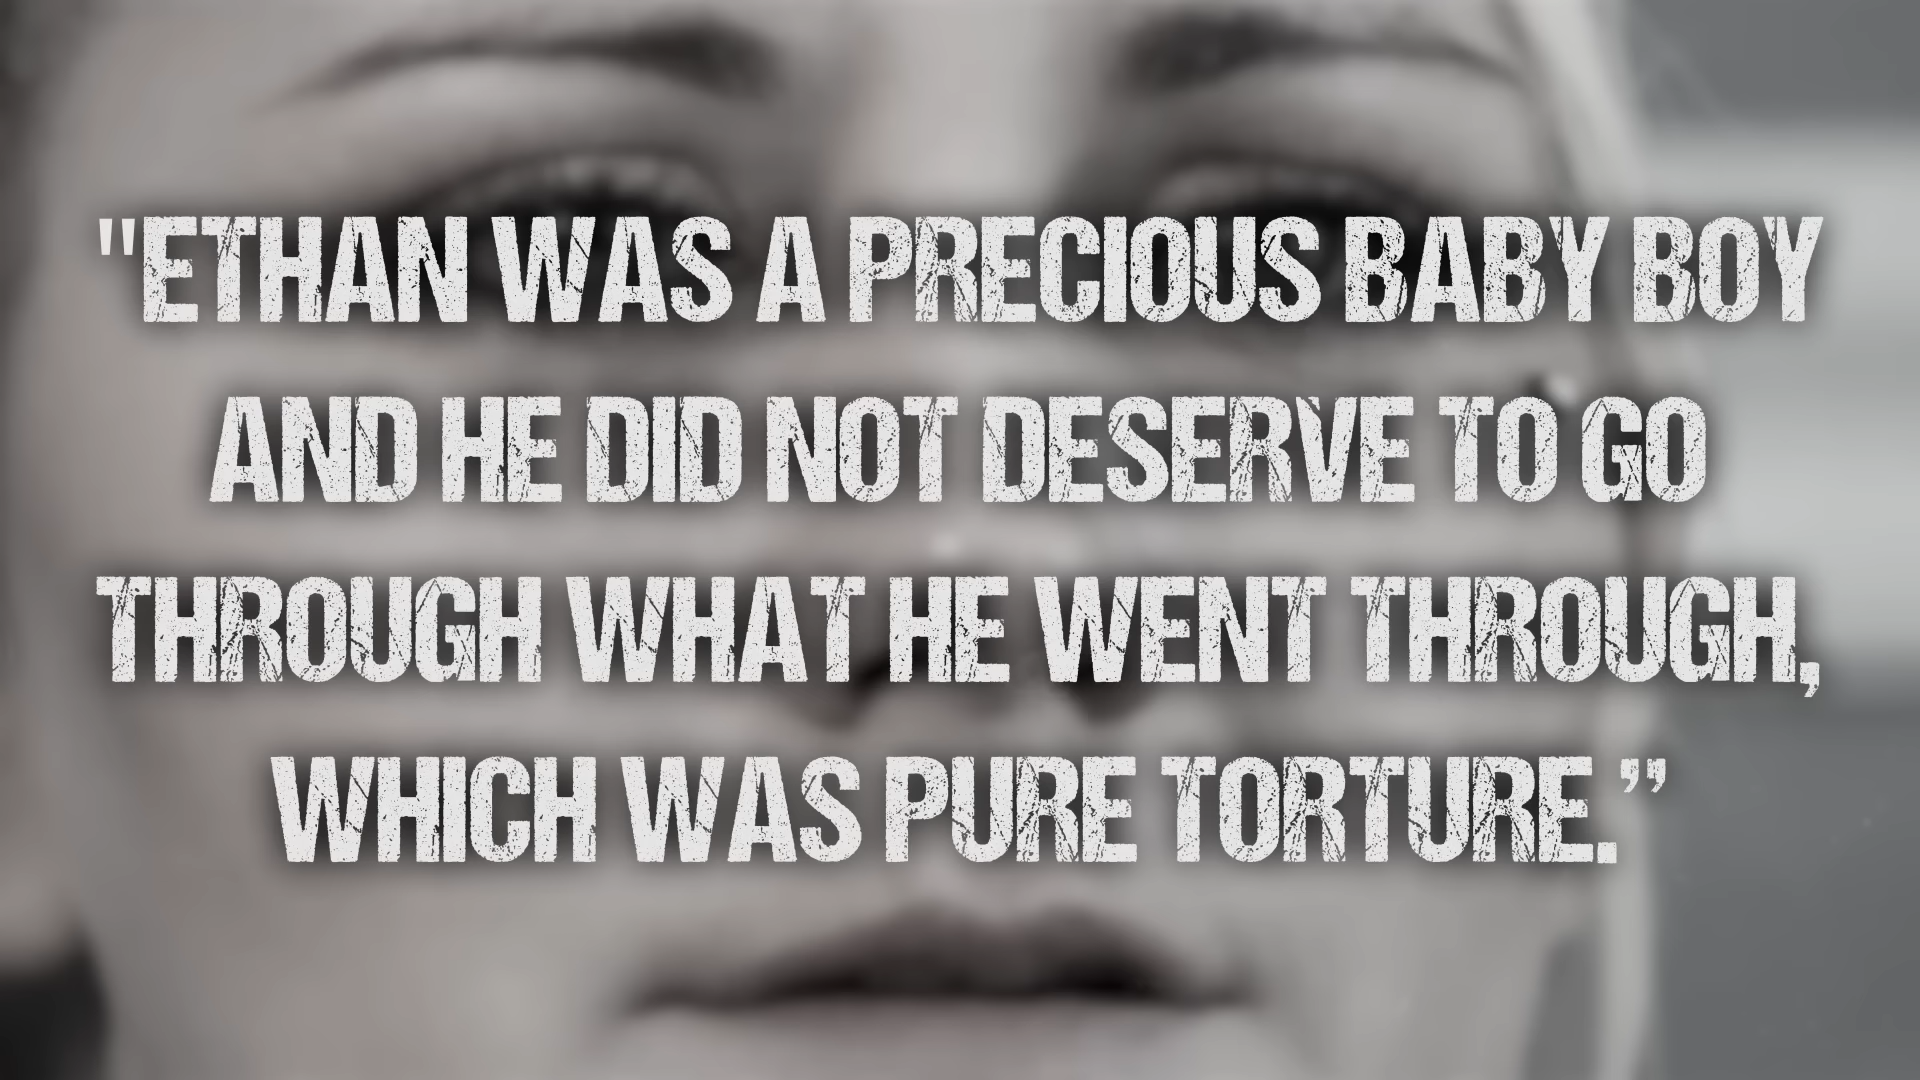 "ETHAN WAS A PRECIOUS BABY BOY
AND HE DID NOT DESERVE TO GO
THROUGH WHAT HE WENT THROUGH,
WHICH WAS PURE TORTURE.”